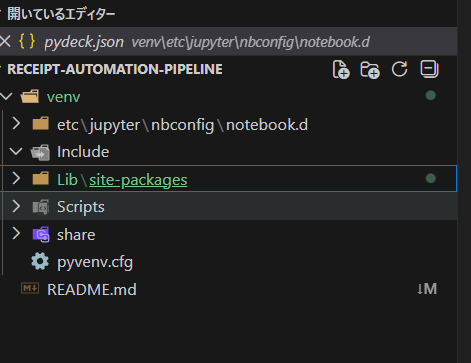 開いているエディター
pydeck.json venv\etc\jupyter\nbconfig\notebook.d
RECEIPT-AUTOMATION-PIPELINE
venv
etc\jupyter\nbconfig\notebook.d
Include
Lib\site-packages
Scripts
share
pyvenv.cfg
README.md ↓M